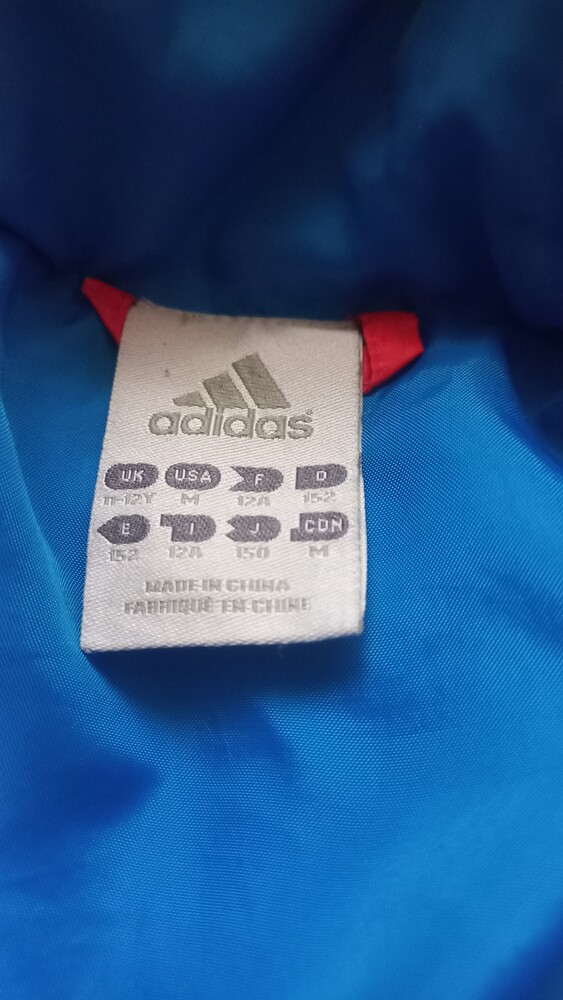 adidas
UK USA F D
11-12Y M 12A 152
E I J CDN
152 12A 150 M
MADE IN CHINA
FABRIQUÉ EN CHINE